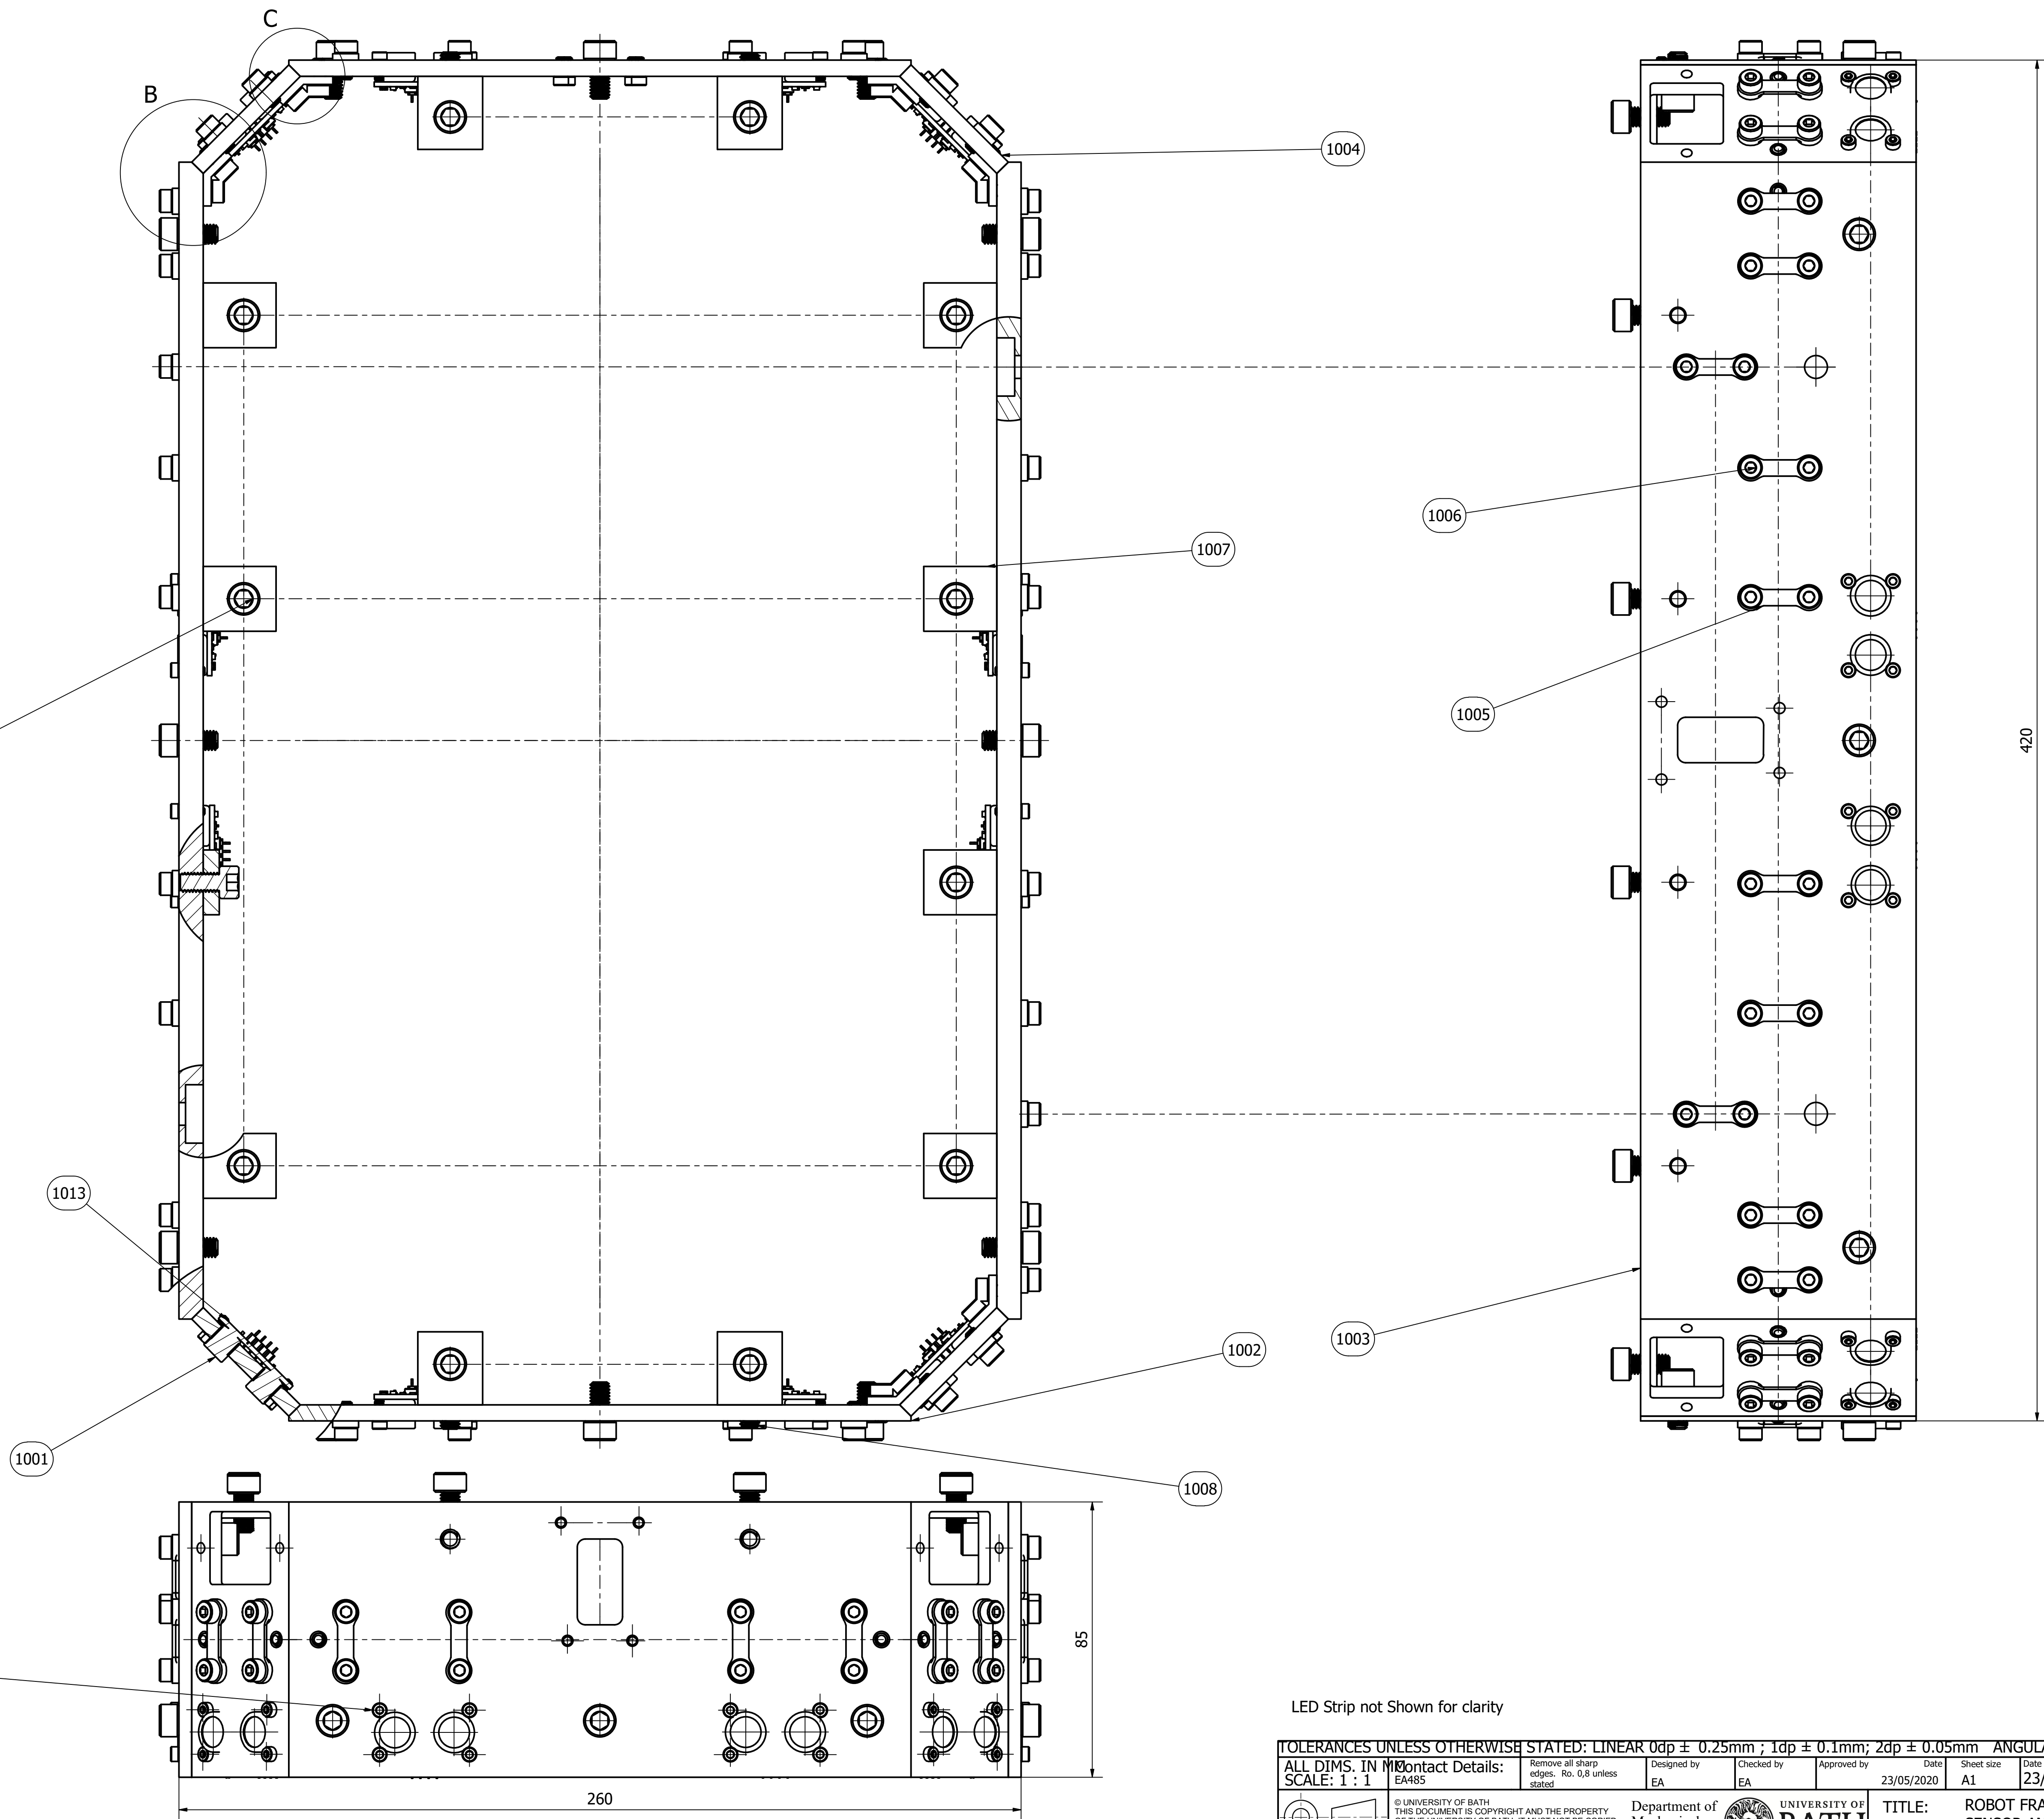 C
B
1004
1007
1006
1005
420
1013
1003
1002
1001
1008
85
260
LED Strip not Shown for clarity
TOLERANCES UNLESS OTHERWISE STATED: LINEAR 0dp ± 0.25mm ; 1dp ± 0.1mm; 2dp ± 0.05mm
ALL DIMS. IN MM
SCALE: 1 : 1
Contact Details:
EA485
Remove all sharp
edges. Ro. 0,8 unless
stated
Designed by
EA
Checked by
EA
Approved by
Date
23/05/2020
Sheet size
A1
Date
23/
© UNIVERSITY OF BATH
THIS DOCUMENT IS COPYRIGHT AND THE PROPERTY
Department of
UNIVERSITY OF
BATH
TITLE:
ROBOT